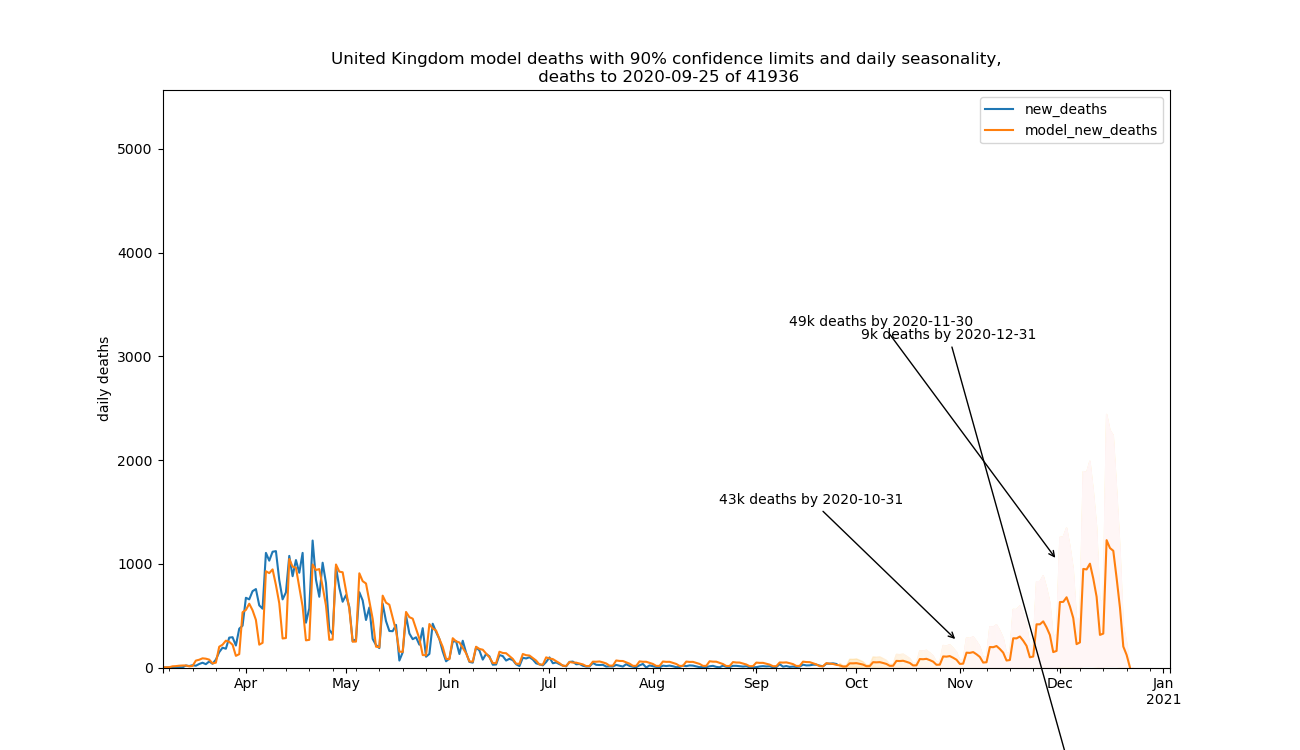 United Kingdom model deaths with 90% confidence limits and daily seasonality,
deaths to 2020-09-25 of 41936
new_deaths
model_new_deaths
5000
4000
3000
2000
1000
0
daily deaths
49k deaths by 2020-11-30
9k deaths by 2020-12-31
43k deaths by 2020-10-31
Apr May Jun Jul Aug Sep Oct Nov Dec Jan
2021